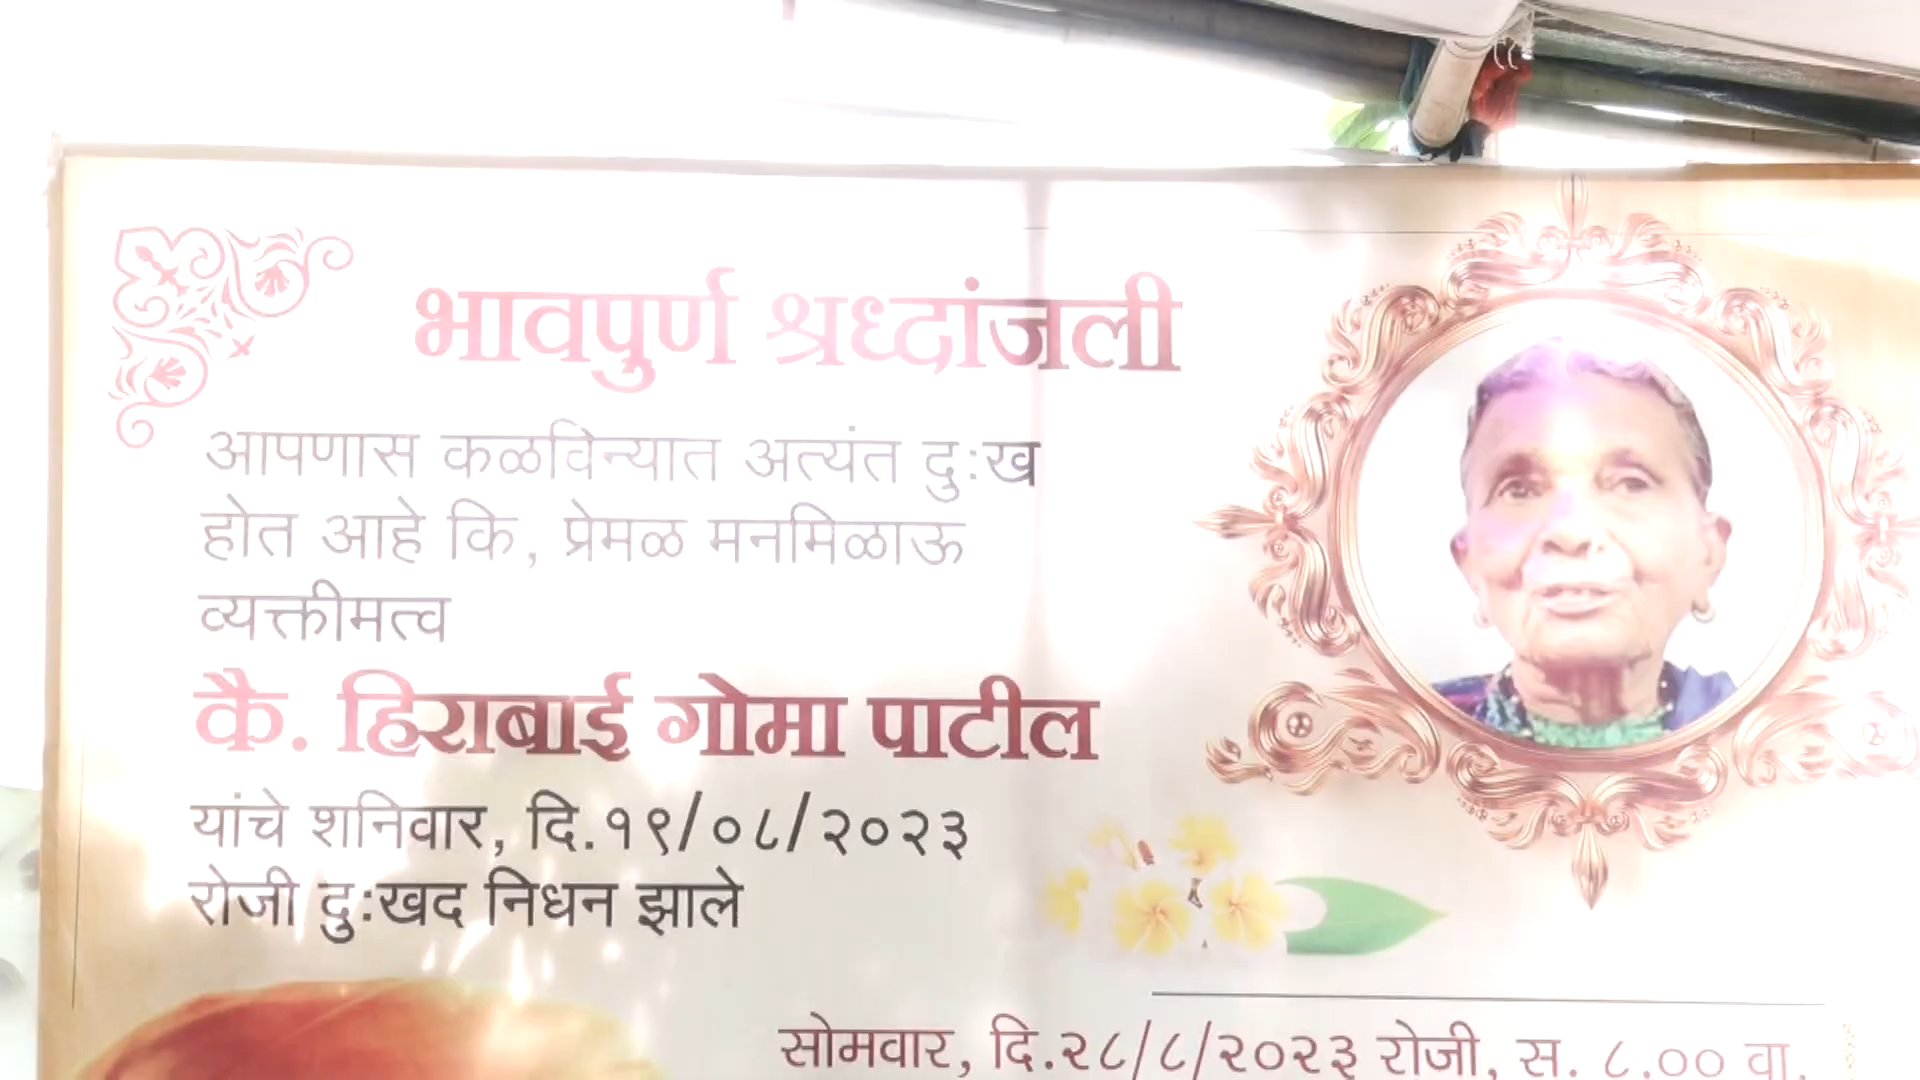 भावपुर्ण श्रध्दांजली
आपणास कळविन्यात अत्यंत दुःख
होत आहे कि, प्रेमळ मनमिळाऊ
व्यक्तीमत्व
कै. हिराबाई गोमा पाटील
यांचे शनिवार, दि.१९/०८/२०२३
रोजी दुःखद निधन झाले
सोमवार, दि.२८/८/२०२३ रोजी, स. ८.०० वा.